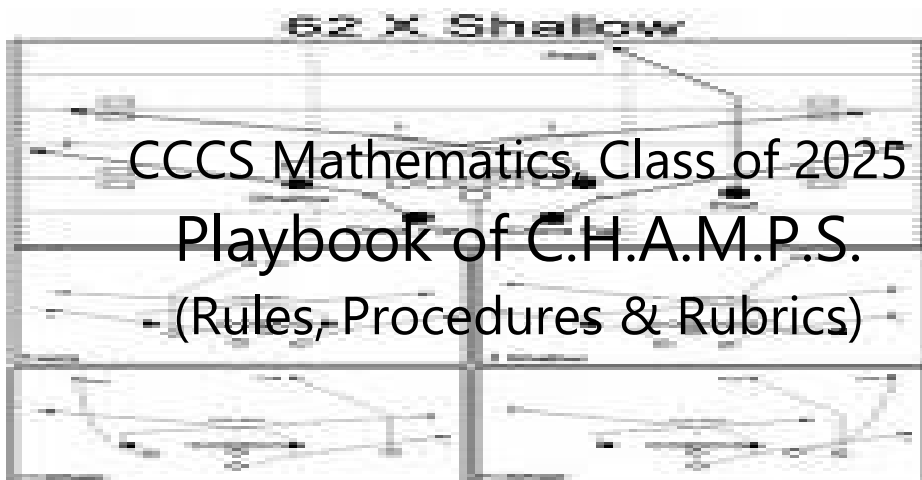 62 X Shallow
CCCS Mathematics, Class of 2025
Playbook of C.H.A.M.P.S.
(Rules, Procedures & Rubrics)